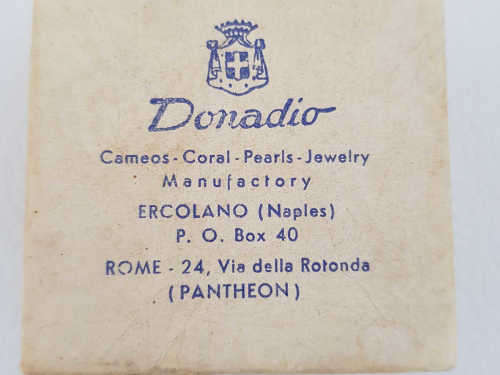 Donadio
Cameos - Coral - Pearls - Jewelry
Manufactory
ERCOLANO (Naples)
P. O. Box 40
ROME - 24, Via della Rotonda
(PANTHEON)